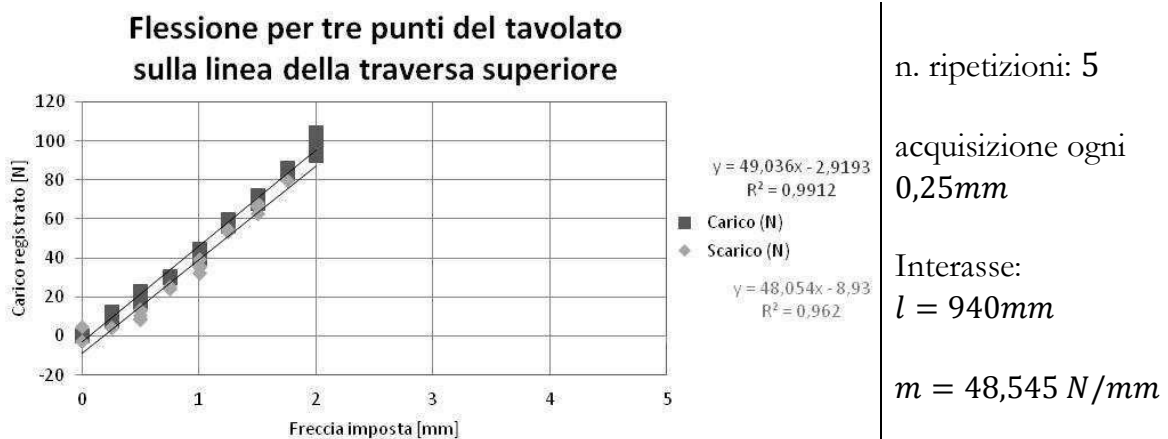 Flessione per tre punti del tavolato
sulla linea della traversa superiore
Carico registrato [N]
120
100
80
60
40
20
0
-20
0
1
2
3
4
5
Freccia imposta [mm]
y = 49,036x - 2,9193
R² = 0,9912
Carico (N)
Scarico (N)
y = 48,054x - 8,93
R² = 0,962
n. ripetizioni: 5
acquisizione ogni
0,25mm
Interasse:
l = 940mm
m = 48,545 N/mm